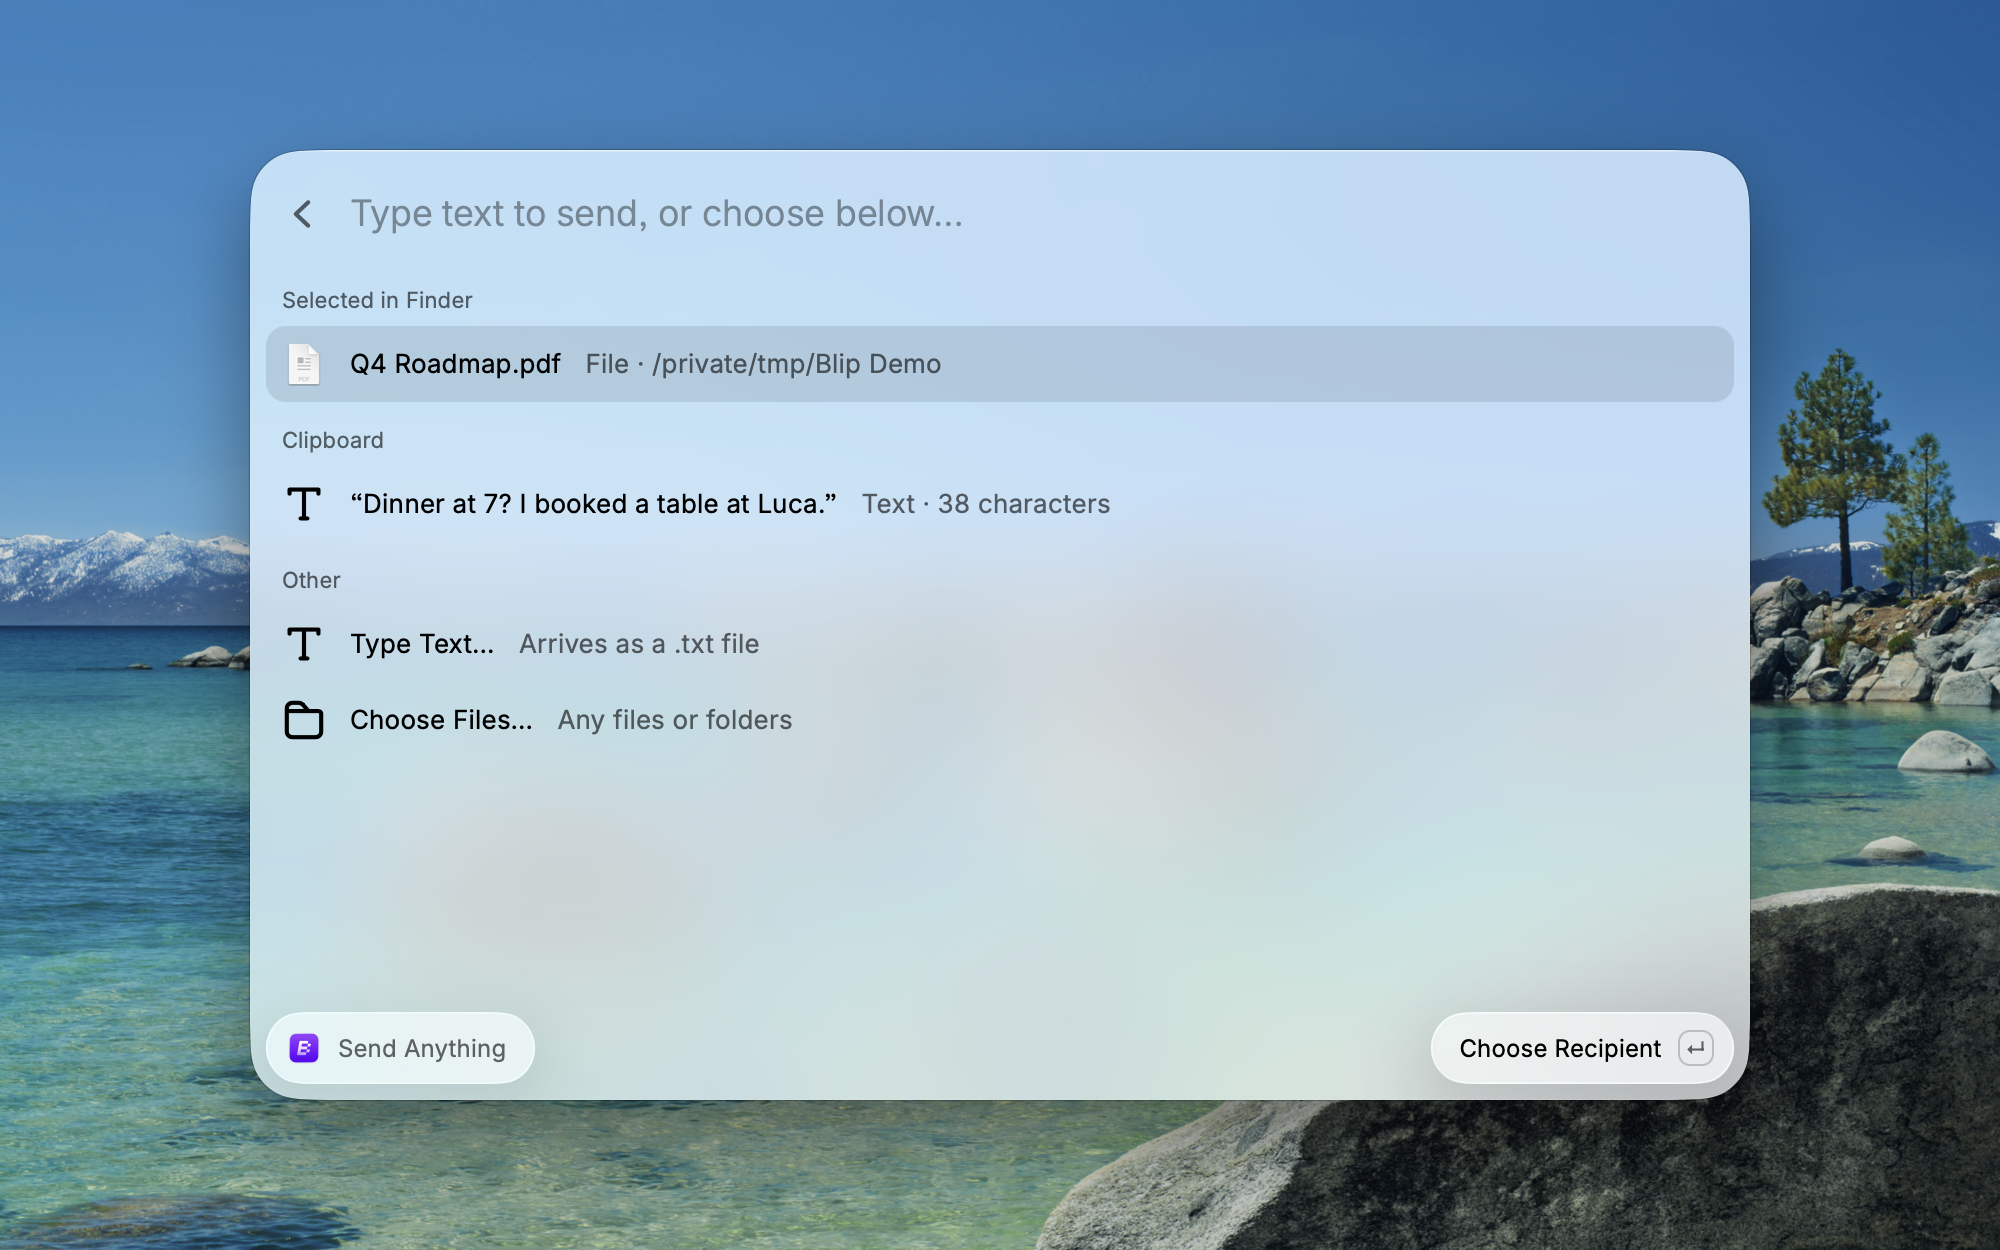 Type text to send, or choose below...
Selected in Finder
PDF
Q4 Roadmap.pdf File · /private/tmp/Blip Demo
Clipboard
“Dinner at 7? I booked a table at Luca.” Text · 38 characters
Other
Type Text... Arrives as a .txt file
Choose Files... Any files or folders
Send Anything
Choose Recipient